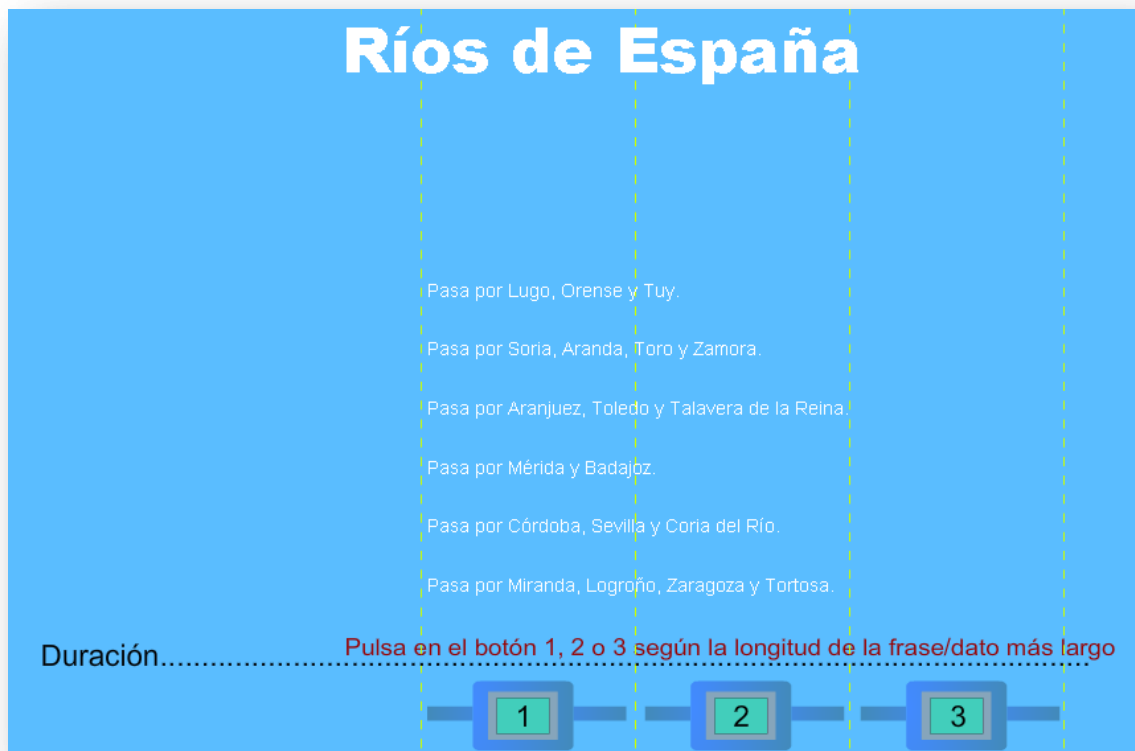 Ríos de España
Pasa por Lugo, Orense y Tuy.
Pasa por Soria, Aranda, Toro y Zamora.
Pasa por Aranjuez, Toledo y Talavera de la Reina.
Pasa por Mérida y Badajoz.
Pasa por Córdoba, Sevilla y Coria del Río.
Pasa por Miranda, Logroño, Zaragoza y Tortosa.
Pulsa en el botón 1, 2 o 3 según la longitud de la frase/dato más largo
Duración................................................................................................................
1 2 3